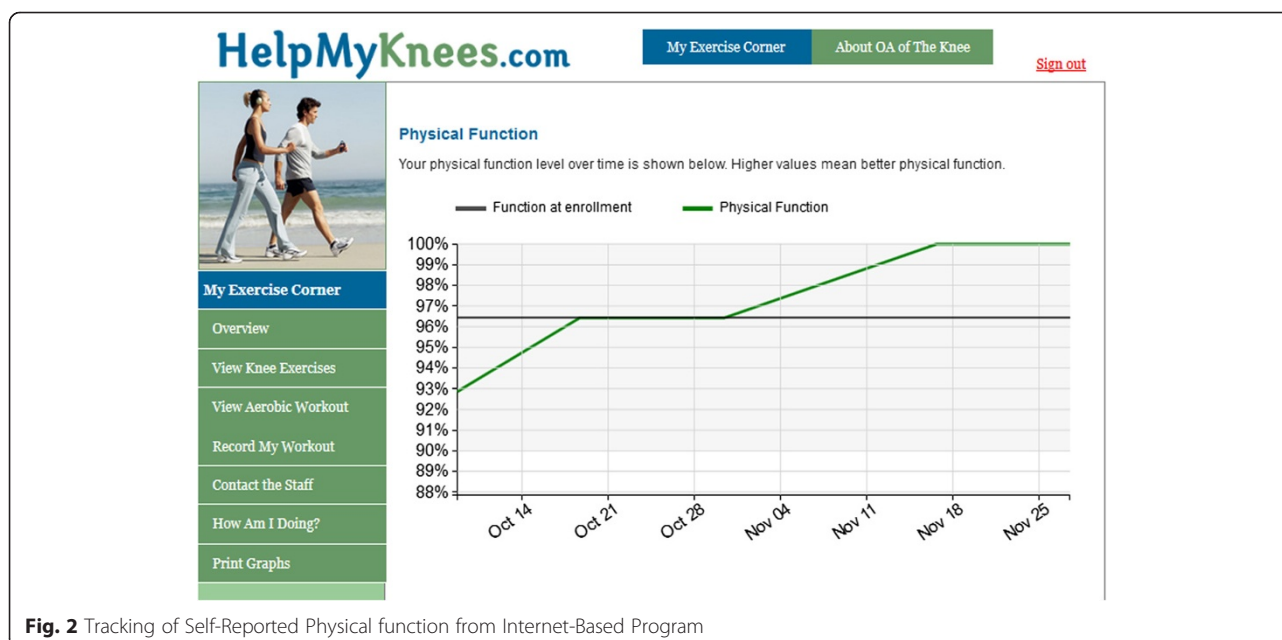 HelpMyKnees.com
My Exercise Corner
About OA of The Knee
Sign out
Physical Function
Your physical function level over time is shown below. Higher values mean better physical function.
Function at enrollment
Physical Function
My Exercise Corner
Overview
View Knee Exercises
View Aerobic Workout
Record My Workout
Contact the Staff
How Am I Doing?
Print Graphs
100%
99%
98%
97%
96%
95%
94%
93%
92%
91%
90%
89%
88%
Oct 14
Oct 21
Oct 28
Nov 04
Nov 11
Nov 18
Nov 25
Fig. 2 Tracking of Self-Reported Physical function from Internet-Based Program